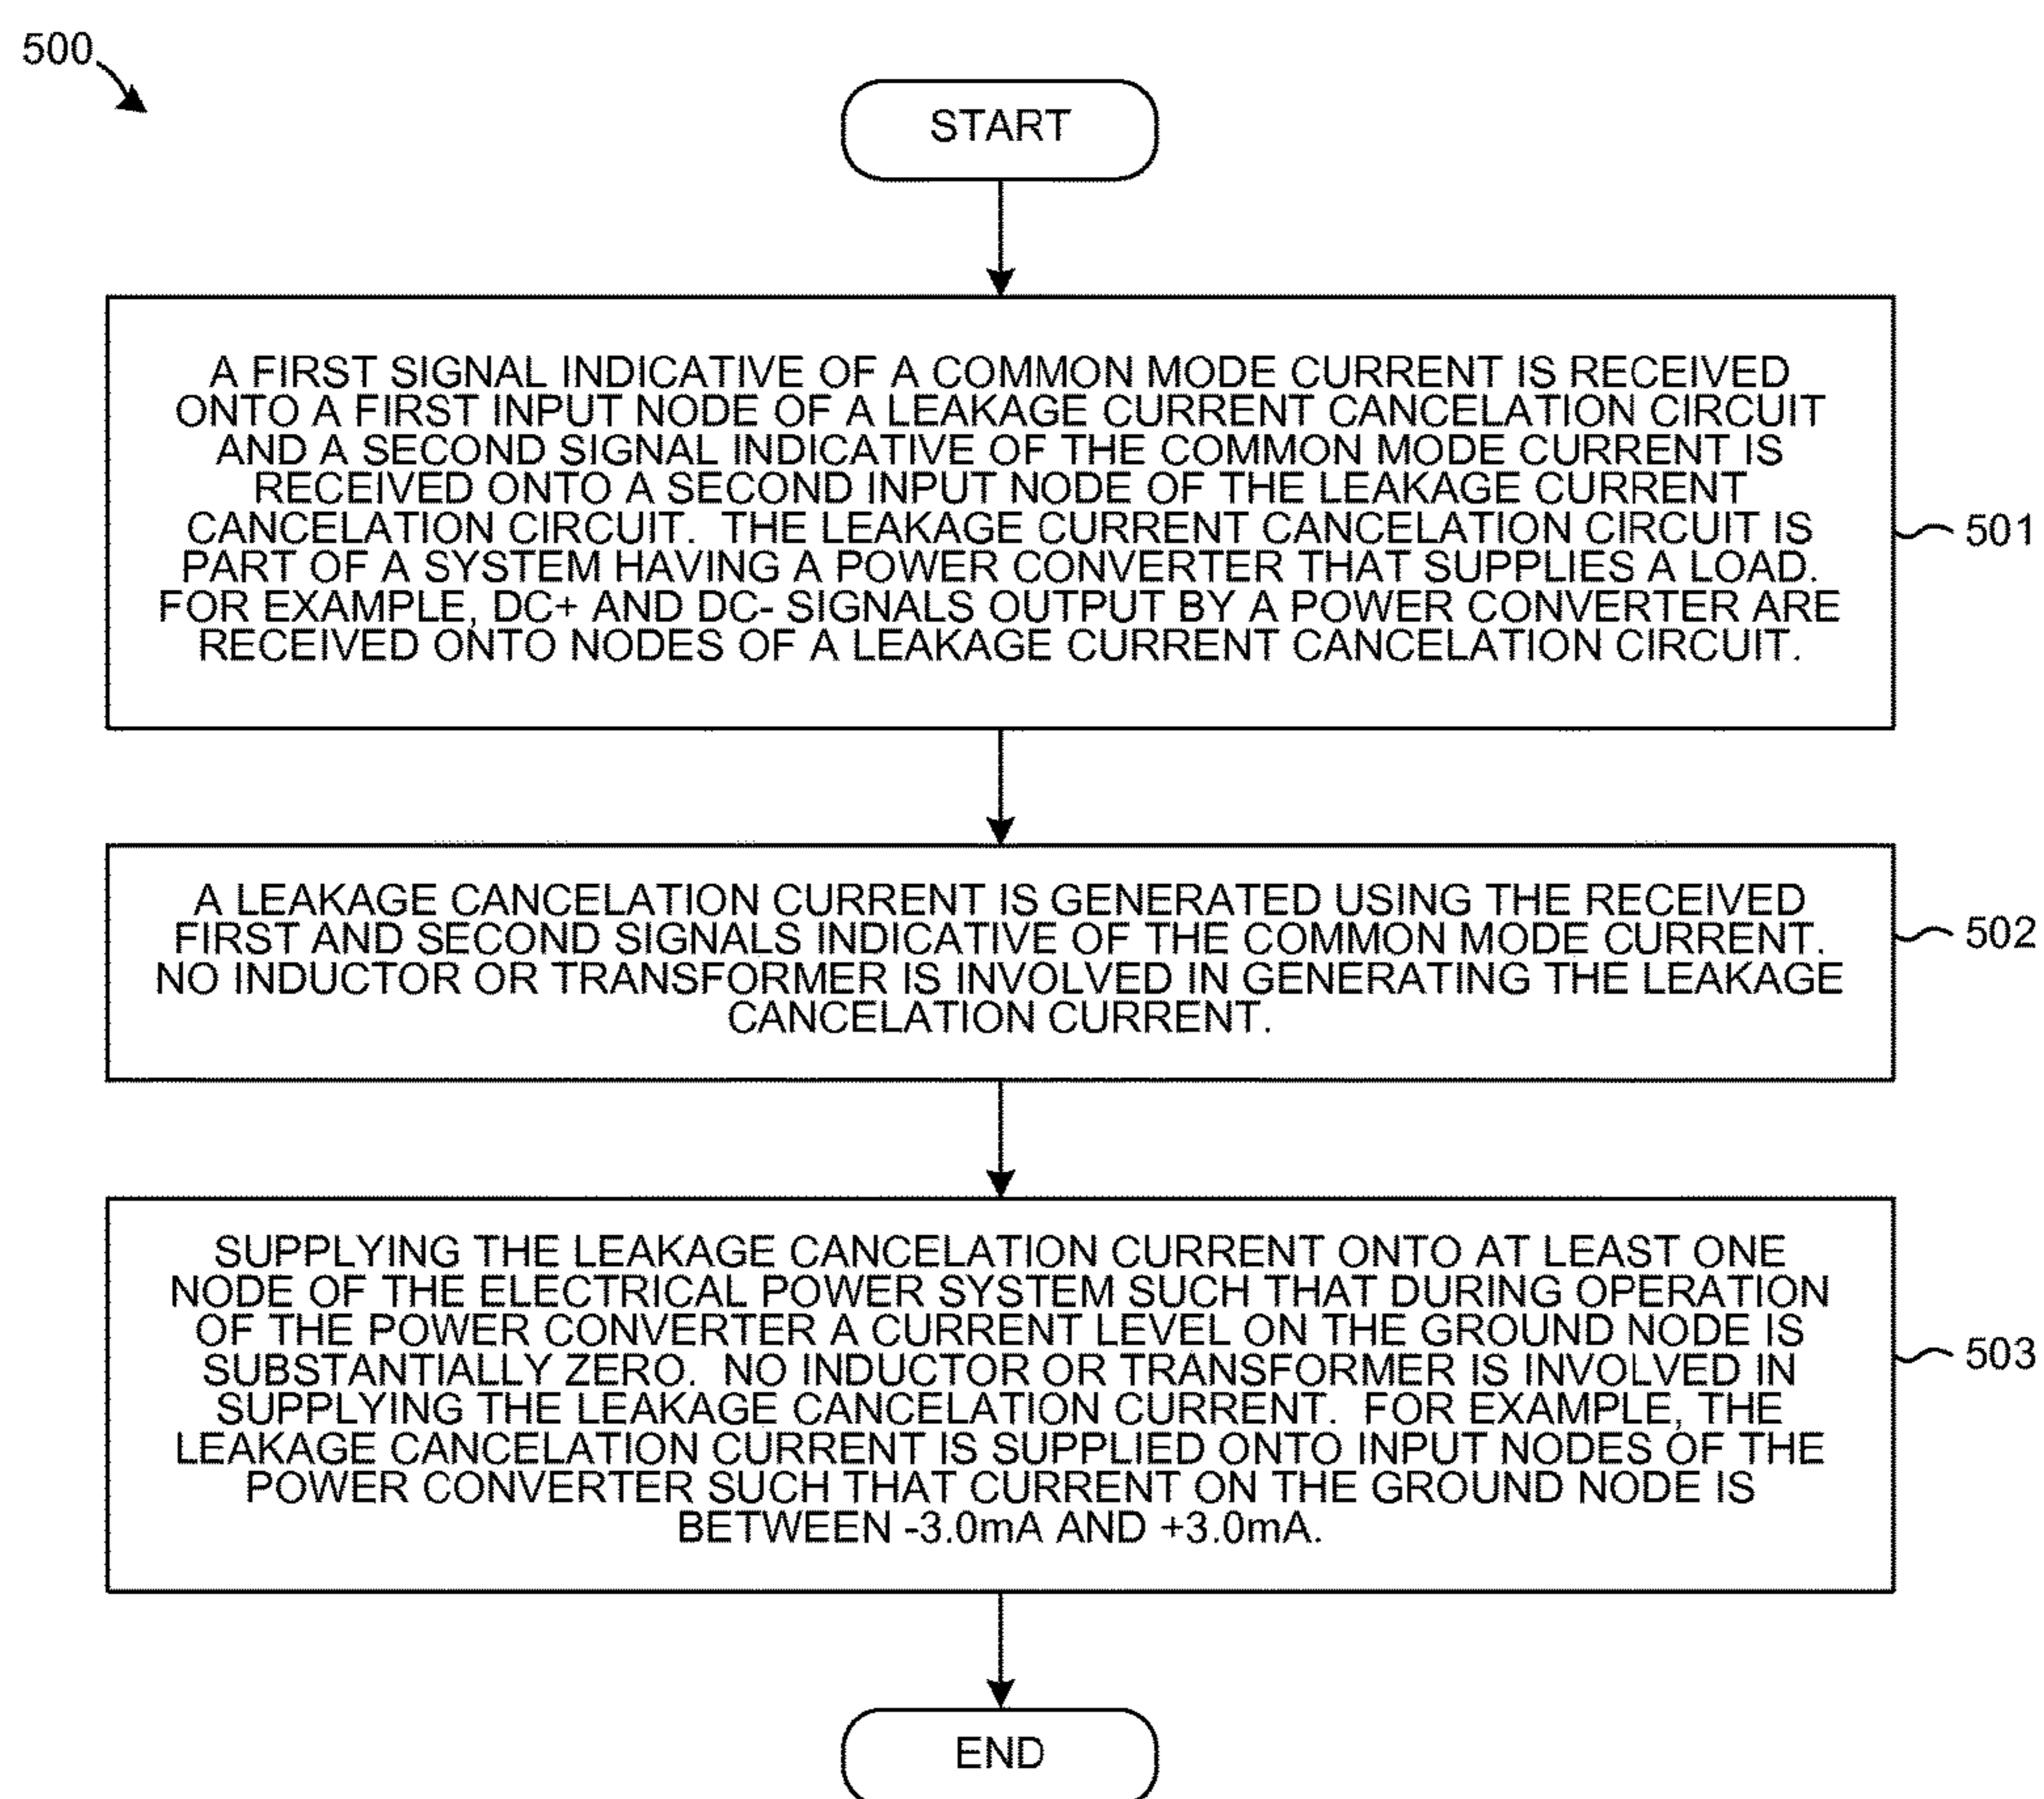 500
START
A FIRST SIGNAL INDICATIVE OF A COMMON MODE CURRENT IS RECEIVED
ONTO A FIRST INPUT NODE OF A LEAKAGE CURRENT CANCELATION CIRCUIT
AND A SECOND SIGNAL INDICATIVE OF THE COMMON MODE CURRENT IS
RECEIVED ONTO A SECOND INPUT NODE OF THE LEAKAGE CURRENT
CANCELATION CIRCUIT. THE LEAKAGE CURRENT CANCELATION CIRCUIT IS
PART OF A SYSTEM HAVING A POWER CONVERTER THAT SUPPLIES A LOAD.
FOR EXAMPLE, DC+ AND DC- SIGNALS OUTPUT BY A POWER CONVERTER ARE
RECEIVED ONTO NODES OF A LEAKAGE CURRENT CANCELATION CIRCUIT.
501
A LEAKAGE CANCELATION CURRENT IS GENERATED USING THE RECEIVED
FIRST AND SECOND SIGNALS INDICATIVE OF THE COMMON MODE CURRENT.
NO INDUCTOR OR TRANSFORMER IS INVOLVED IN GENERATING THE LEAKAGE
CANCELATION CURRENT.
502
SUPPLYING THE LEAKAGE CANCELATION CURRENT ONTO AT LEAST ONE
NODE OF THE ELECTRICAL POWER SYSTEM SUCH THAT DURING OPERATION
OF THE POWER CONVERTER A CURRENT LEVEL ON THE GROUND NODE IS
SUBSTANTIALLY ZERO. NO INDUCTOR OR TRANSFORMER IS INVOLVED IN
SUPPLYING THE LEAKAGE CANCELATION CURRENT. FOR EXAMPLE, THE
LEAKAGE CANCELATION CURRENT IS SUPPLIED ONTO INPUT NODES OF THE
POWER CONVERTER SUCH THAT CURRENT ON THE GROUND NODE IS
BETWEEN -3.0mA AND +3.0mA.
503
END